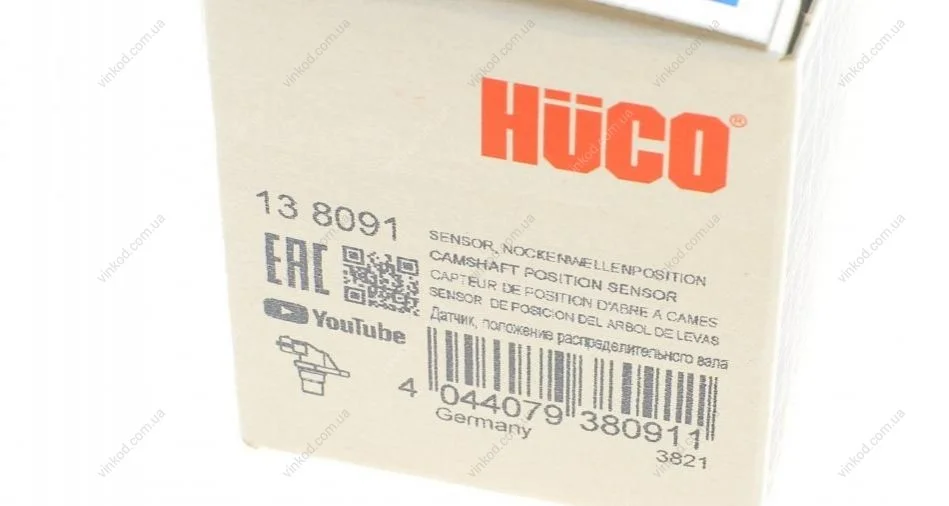 HÜCO®
13 8091
EAC
YouTube
SENSOR, NOCKENWELLENPOSITION
CAMSHAFT POSITION SENSOR
CAPTEUR DE POSITION D'ABRE A CAMES
SENSOR DE POSICION DEL ARBOL DE LEVAS
Датчик, положение распределительного вала
4 044079 380911
Germany
3821
vinkod.com.ua